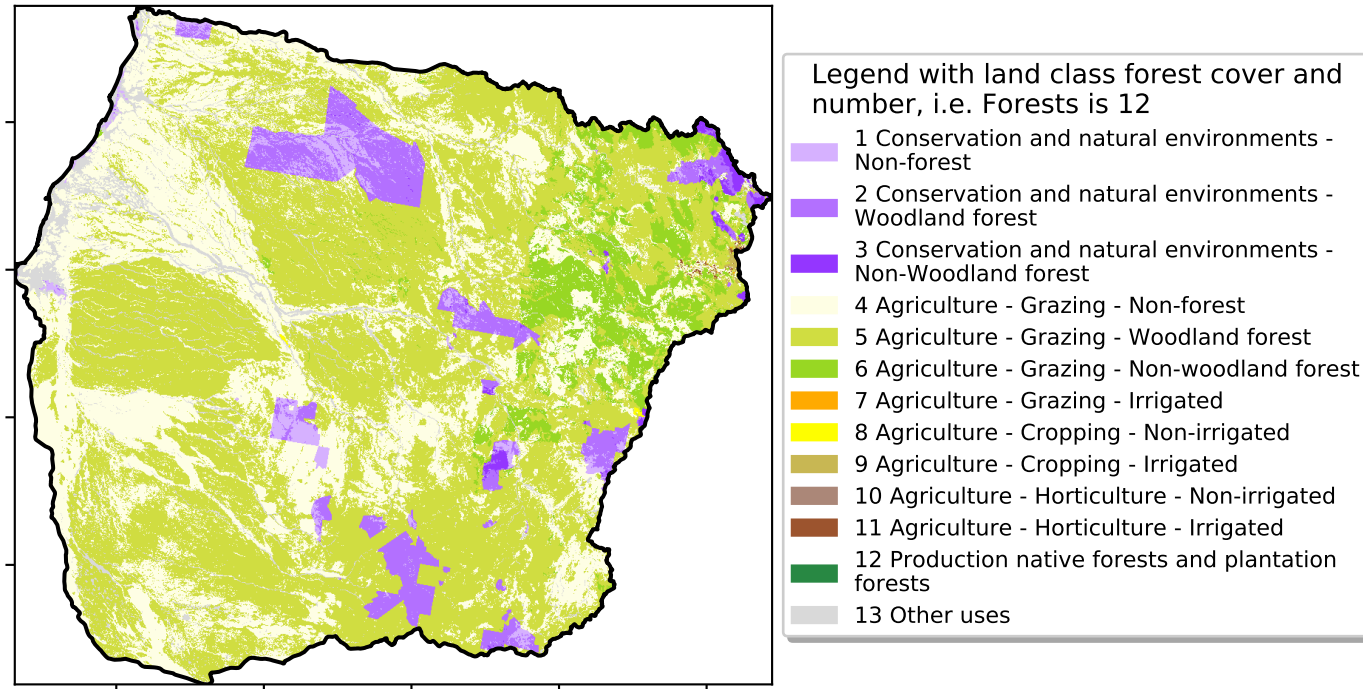 Legend with land class forest cover and
number, i.e. Forests is 12
1 Conservation and natural environments -
Non-forest
2 Conservation and natural environments -
Woodland forest
3 Conservation and natural environments -
Non-Woodland forest
4 Agriculture - Grazing - Non-forest
5 Agriculture - Grazing - Woodland forest
6 Agriculture - Grazing - Non-woodland forest
7 Agriculture - Grazing - Irrigated
8 Agriculture - Cropping - Non-irrigated
9 Agriculture - Cropping - Irrigated
10 Agriculture - Horticulture - Non-irrigated
11 Agriculture - Horticulture - Irrigated
12 Production native forests and plantation
forests
13 Other uses